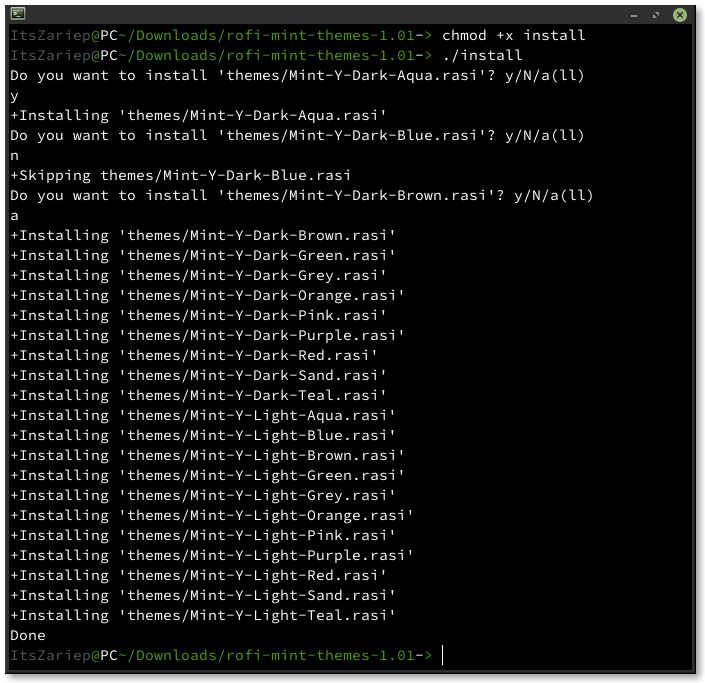 ItsZariep@PC~/Downloads/rofi-mint-themes-1.01-> chmod +x install
ItsZariep@PC~/Downloads/rofi-mint-themes-1.01-> ./install
Do you want to install 'themes/Mint-Y-Dark-Aqua.rasi'? y/N/a(ll)
y
+Installing 'themes/Mint-Y-Dark-Aqua.rasi'
Do you want to install 'themes/Mint-Y-Dark-Blue.rasi'? y/N/a(ll)
n
+Skipping themes/Mint-Y-Dark-Blue.rasi
Do you want to install 'themes/Mint-Y-Dark-Brown.rasi'? y/N/a(ll)
a
+Installing 'themes/Mint-Y-Dark-Brown.rasi'
+Installing 'themes/Mint-Y-Dark-Green.rasi'
+Installing 'themes/Mint-Y-Dark-Grey.rasi'
+Installing 'themes/Mint-Y-Dark-Orange.rasi'
+Installing 'themes/Mint-Y-Dark-Pink.rasi'
+Installing 'themes/Mint-Y-Dark-Purple.rasi'
+Installing 'themes/Mint-Y-Dark-Red.rasi'
+Installing 'themes/Mint-Y-Dark-Sand.rasi'
+Installing 'themes/Mint-Y-Dark-Teal.rasi'
+Installing 'themes/Mint-Y-Light-Aqua.rasi'
+Installing 'themes/Mint-Y-Light-Blue.rasi'
+Installing 'themes/Mint-Y-Light-Brown.rasi'
+Installing 'themes/Mint-Y-Light-Green.rasi'
+Installing 'themes/Mint-Y-Light-Grey.rasi'
+Installing 'themes/Mint-Y-Light-Orange.rasi'
+Installing 'themes/Mint-Y-Light-Pink.rasi'
+Installing 'themes/Mint-Y-Light-Purple.rasi'
+Installing 'themes/Mint-Y-Light-Red.rasi'
+Installing 'themes/Mint-Y-Light-Sand.rasi'
+Installing 'themes/Mint-Y-Light-Teal.rasi'
Done
ItsZariep@PC~/Downloads/rofi-mint-themes-1.01->